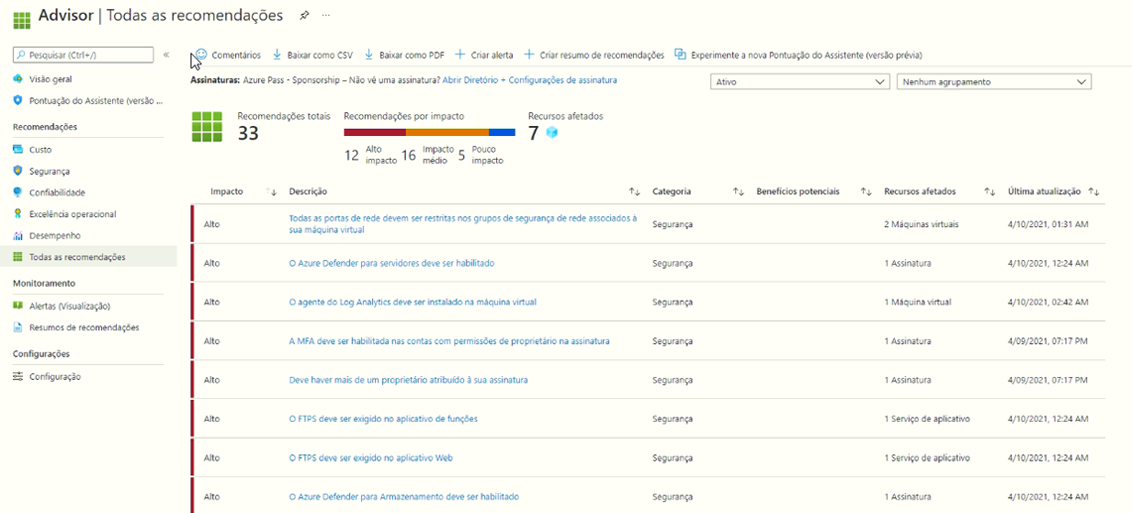 Advisor | Todas as recomendações
Pesquisar (Ctrl+/)
Visão geral
Pontuação do Assistente (versão ...
Recomendações
Custo
Segurança
Confiabilidade
Excelência operacional
Desempenho
Todas as recomendações
Monitoramento
Alertas (Visualização)
Resumos de recomendações
Configurações
Configuração
Comentários Baixar como CSV Baixar como PDF Criar alerta Criar resumo de recomendações Experimente a nova Pontuação do Assistente (versão prévia)
Assinaturas: Azure Pass - Sponsorship – Não vê uma assinatura? Abrir Diretório + Configurações de assinatura Ativo Nenhum agrupamento
Recomendações totais
33
Recomendações por impacto
12 Alto impacto 16 Impacto médio 5 Pouco impacto
Recursos afetados
7
Impacto Descrição Categoria Benefícios potenciais Recursos afetados Última atualização
Alto Todas as portas de rede devem ser restritas nos grupos de segurança de rede associados à
sua máquina virtual Segurança 2 Máquinas virtuais 4/10/2021, 01:31 AM
Alto O Azure Defender para servidores deve ser habilitado Segurança 1 Assinatura 4/10/2021, 12:24 AM
Alto O agente do Log Analytics deve ser instalado na máquina virtual Segurança 1 Máquina virtual 4/10/2021, 02:42 AM
Alto A MFA deve ser habilitada nas contas com permissões de proprietário na assinatura Segurança 1 Assinatura 4/09/2021, 07:17 PM
Alto Deve haver mais de um proprietário atribuído à sua assinatura Segurança 1 Assinatura 4/09/2021, 07:17 PM
Alto O FTPS deve ser exigido no aplicativo de funções Segurança 1 Serviço de aplicativo 4/10/2021, 12:24 AM
Alto O FTPS deve ser exigido no aplicativo Web Segurança 1 Serviço de aplicativo 4/10/2021, 12:24 AM
Alto O Azure Defender para Armazenamento deve ser habilitado Segurança 1 Assinatura 4/10/2021, 12:24 AM